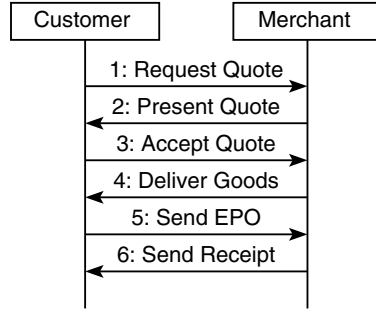 Customer
Merchant
1: Request Quote
2: Present Quote
3: Accept Quote
4: Deliver Goods
5: Send EPO
6: Send Receipt